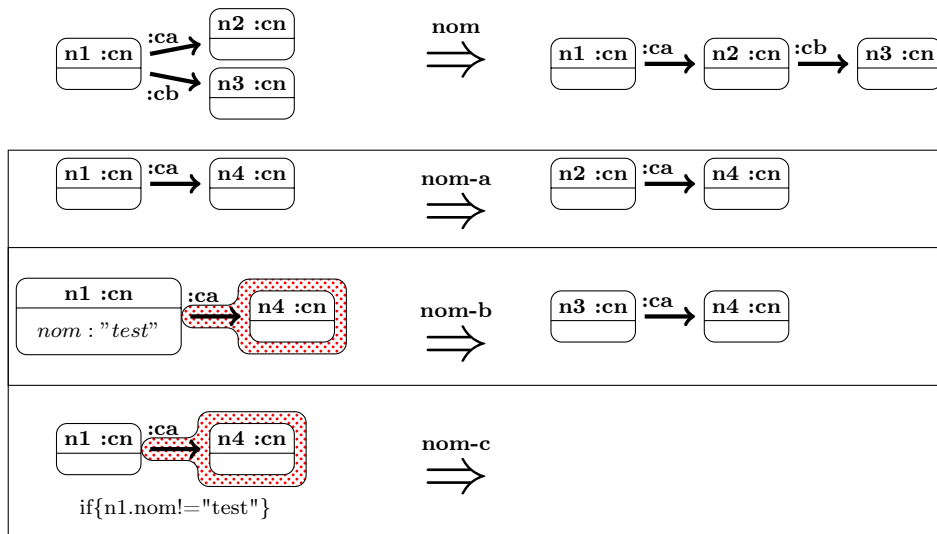 n1 :cn :ca n2 :cn :cb n3 :cn nom n1 :cn :ca n2 :cn :cb n3 :cn
n1 :cn :ca n4 :cn nom-a n2 :cn :ca n4 :cn
n1 :cn :ca n4 :cn nom-b n3 :cn :ca n4 :cn
nom : "test"
n1 :cn :ca n4 :cn nom-c
if{n1.nom!="test"}